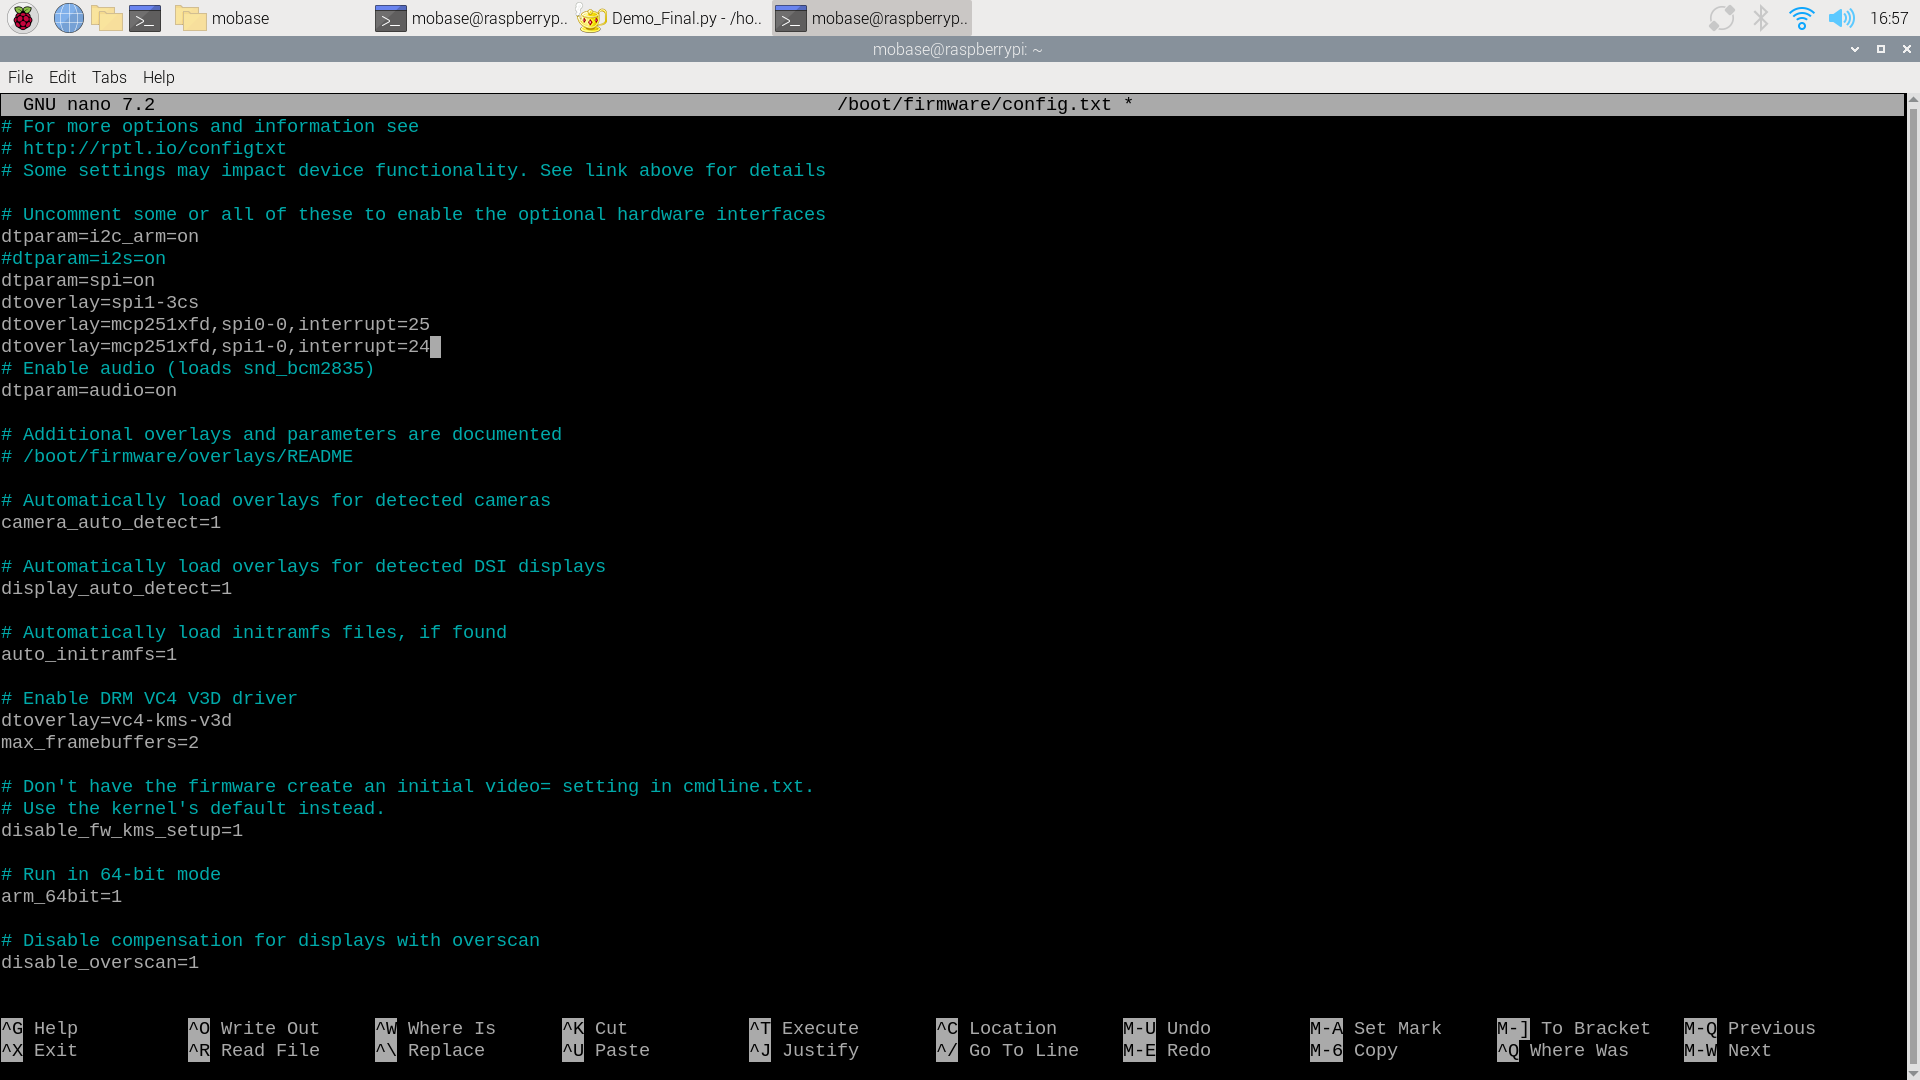 mobase
mobase@raspberryp..
Demo_Final.py - /ho..
mobase@raspberryp..
16:57
mobase@raspberrypi: ~
File Edit Tabs Help
GNU nano 7.2 /boot/firmware/config.txt *
# For more options and information see
# http://rptl.io/configtxt
# Some settings may impact device functionality. See link above for details
# Uncomment some or all of these to enable the optional hardware interfaces
dtparam=i2c_arm=on
#dtparam=i2s=on
dtparam=spi=on
dtoverlay=spi1-3cs
dtoverlay=mcp251xfd,spi0-0,interrupt=25
dtoverlay=mcp251xfd,spi1-0,interrupt=24
# Enable audio (loads snd_bcm2835)
dtparam=audio=on
# Additional overlays and parameters are documented
# /boot/firmware/overlays/README
# Automatically load overlays for detected cameras
camera_auto_detect=1
# Automatically load overlays for detected DSI displays
display_auto_detect=1
# Automatically load initramfs files, if found
auto_initramfs=1
# Enable DRM VC4 V3D driver
dtoverlay=vc4-kms-v3d
max_framebuffers=2
# Don't have the firmware create an initial video= setting in cmdline.txt.
# Use the kernel's default instead.
disable_fw_kms_setup=1
# Run in 64-bit mode
arm_64bit=1
# Disable compensation for displays with overscan
disable_overscan=1
^G Help ^O Write Out ^W Where Is ^K Cut ^T Execute ^C Location M-U Undo M-A Set Mark M-] To Bracket M-Q Previous
^X Exit ^R Read File ^\ Replace ^U Paste ^J Justify ^/ Go To Line M-E Redo M-6 Copy ^Q Where Was M-W Next